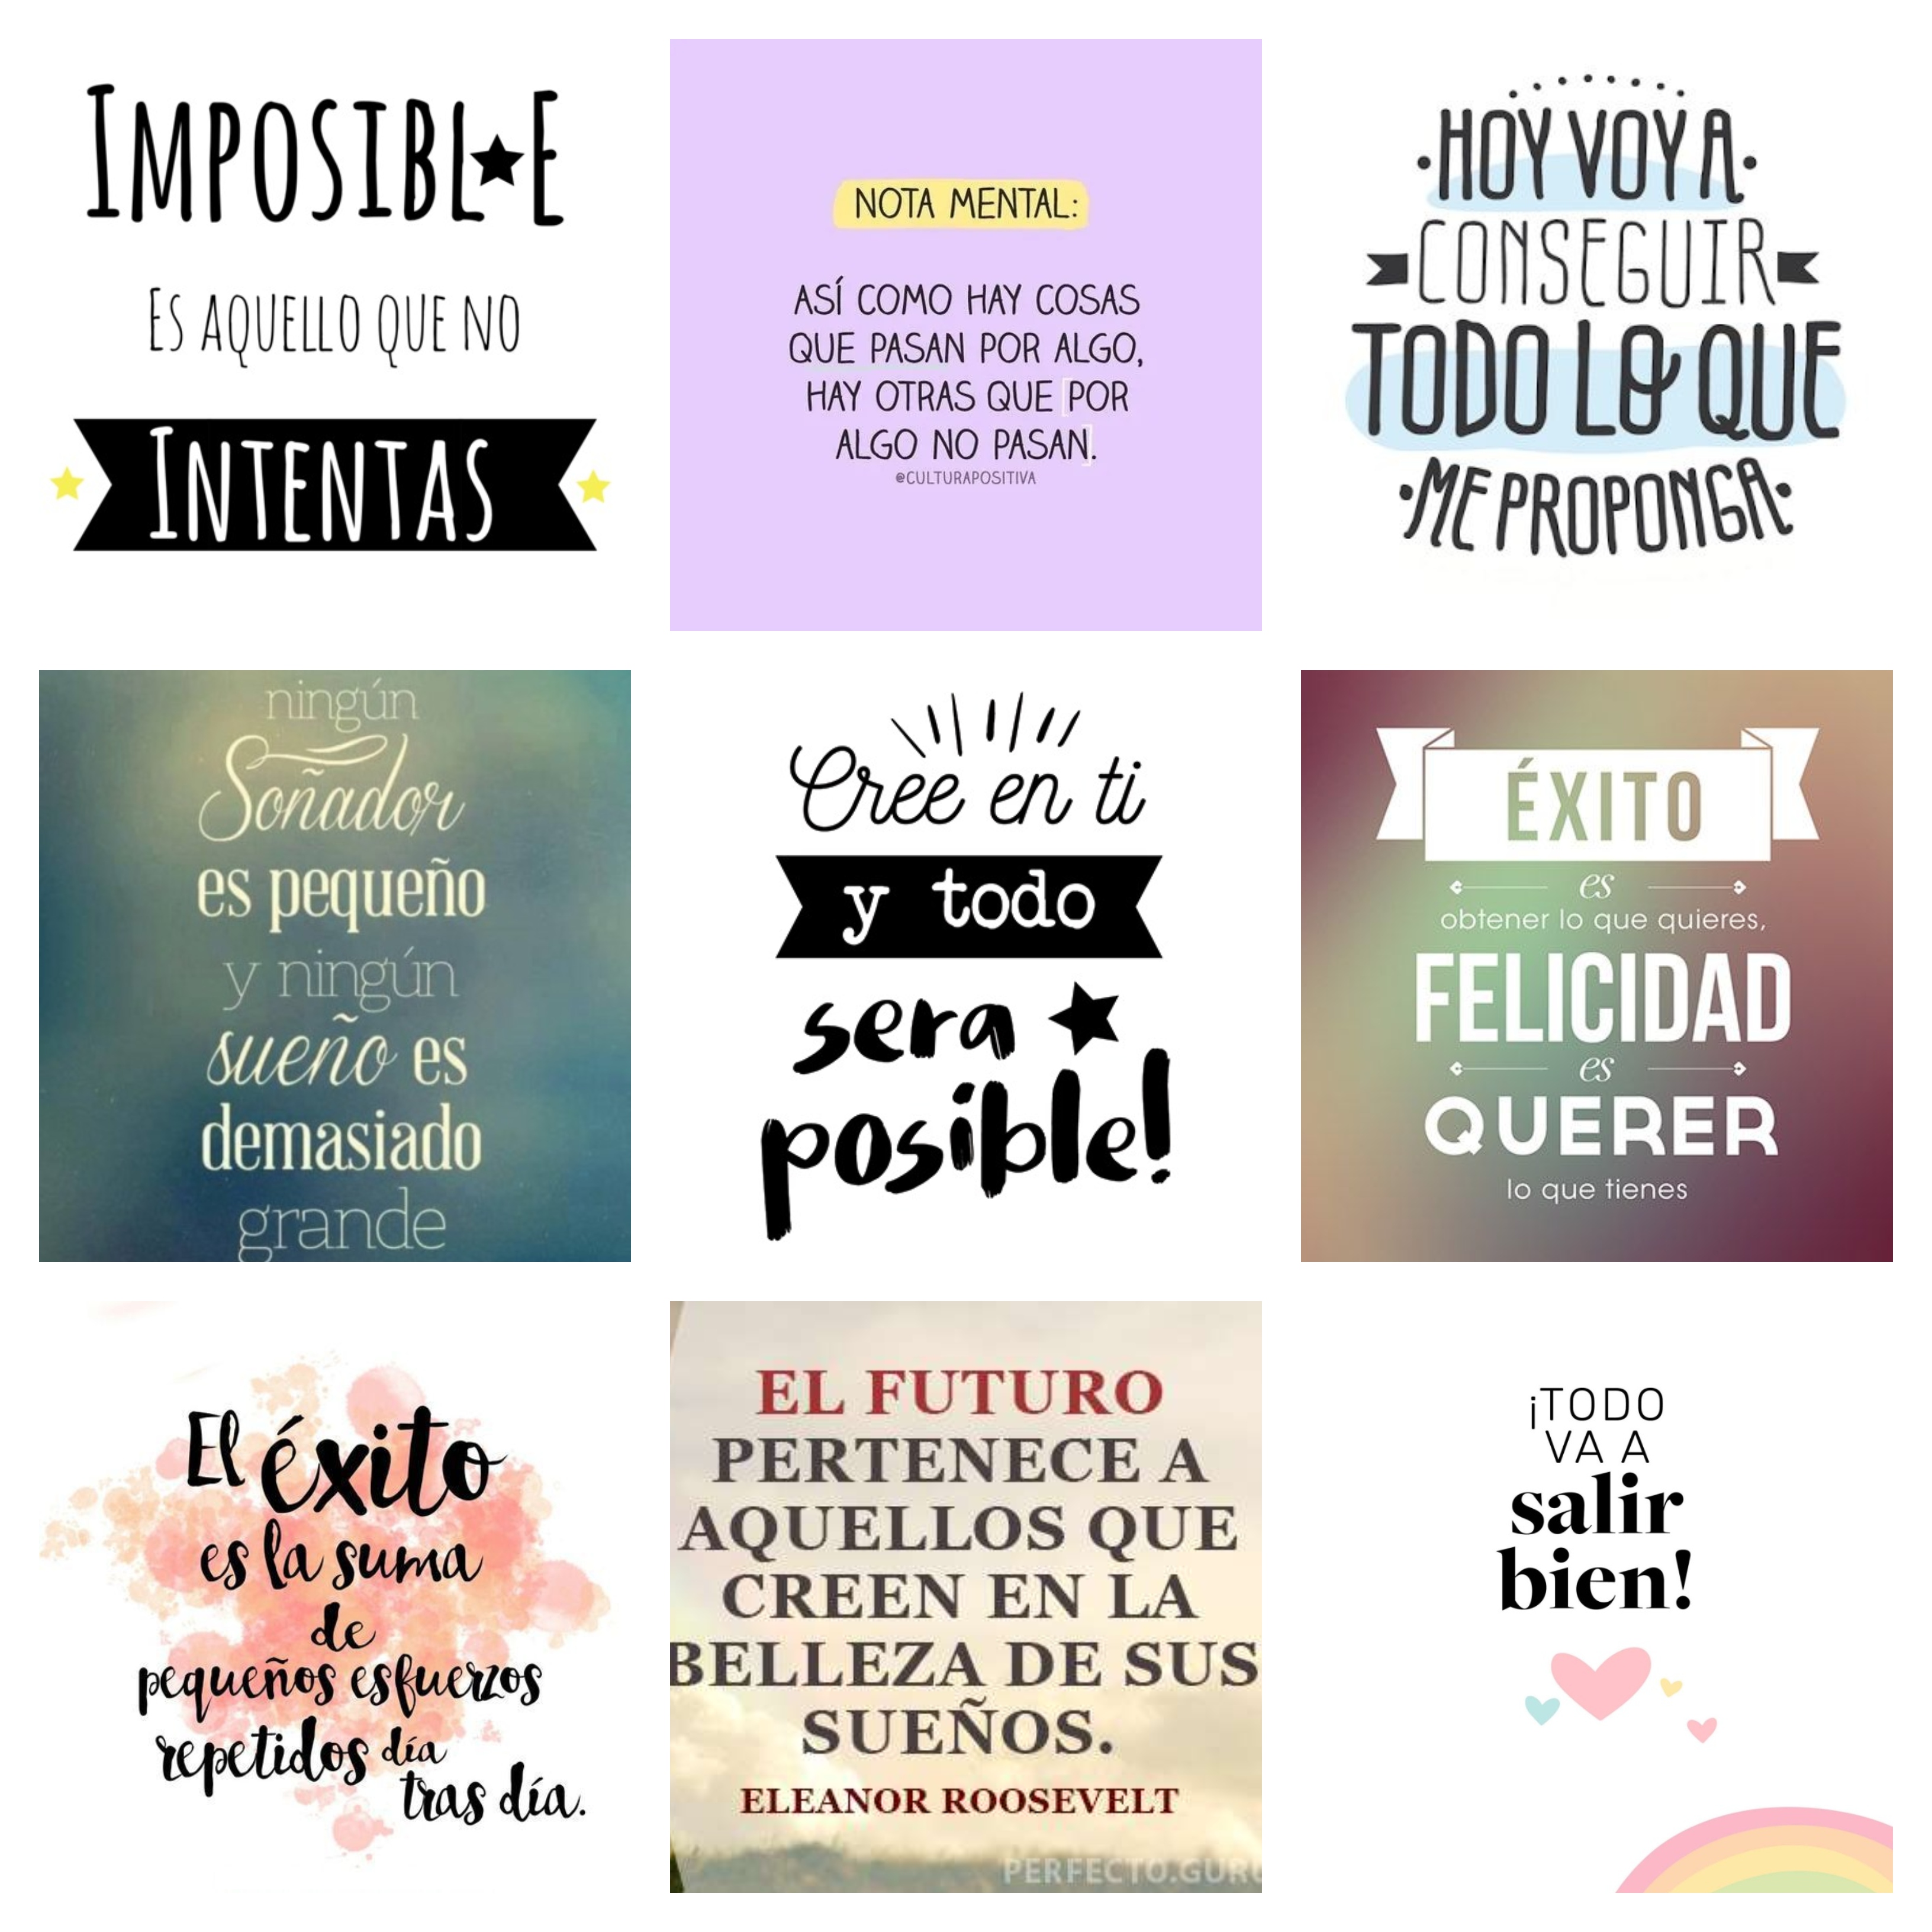 IMPOSIBLE
ES AQUELLO QUE NO
INTENTAS
NOTA MENTAL:
ASÍ COMO HAY COSAS
QUE PASAN POR ALGO,
HAY OTRAS QUE [POR
ALGO NO PASAN].
@CULTURAPOSITIVA
HOY VOY A
CONSEGUIR
TODO LO QUE
ME PROPONGA
ningún
Soñador
es pequeño
y ningún
sueño es
demasiado
grande
Cree en ti
y todo
sera
posible!
ÉXITO
es
obtener lo que quieres,
FELICIDAD
es
QUERER
lo que tienes
El éxito
es la suma
de
pequeños esfuerzos
repetidos día
tras día.
EL FUTURO
PERTENECE A
AQUELLOS QUE
CREEN EN LA
BELLEZA DE SUS
SUEÑOS.
ELEANOR ROOSEVELT
PERFECTO.GURU
¡TODO
VA A
salir
bien!